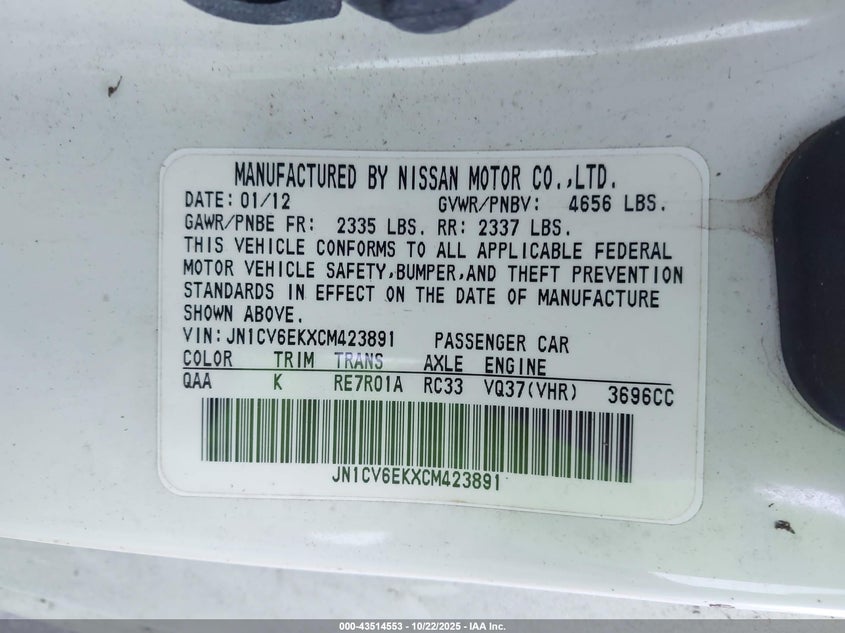 MANUFACTURED BY NISSAN MOTOR CO.,LTD.
DATE: 01/12 GVWR/PNBV: 4656 LBS.
GAWR/PNBE FR: 2335 LBS. RR: 2337 LBS.
THIS VEHICLE CONFORMS TO ALL APPLICABLE FEDERAL
MOTOR VEHICLE SAFETY,BUMPER,AND THEFT PREVENTION
STANDARDS IN EFFECT ON THE DATE OF MANUFACTURE
SHOWN ABOVE.
VIN: JN1CV6EKXCM423891 PASSENGER CAR
COLOR TRIM TRANS AXLE ENGINE
QAA K RE7R01A RC33 VQ37(VHR) 3696CC
JN1CV6EKXCM423891
000-43514553 - 10/22/2025 - IAA Inc.